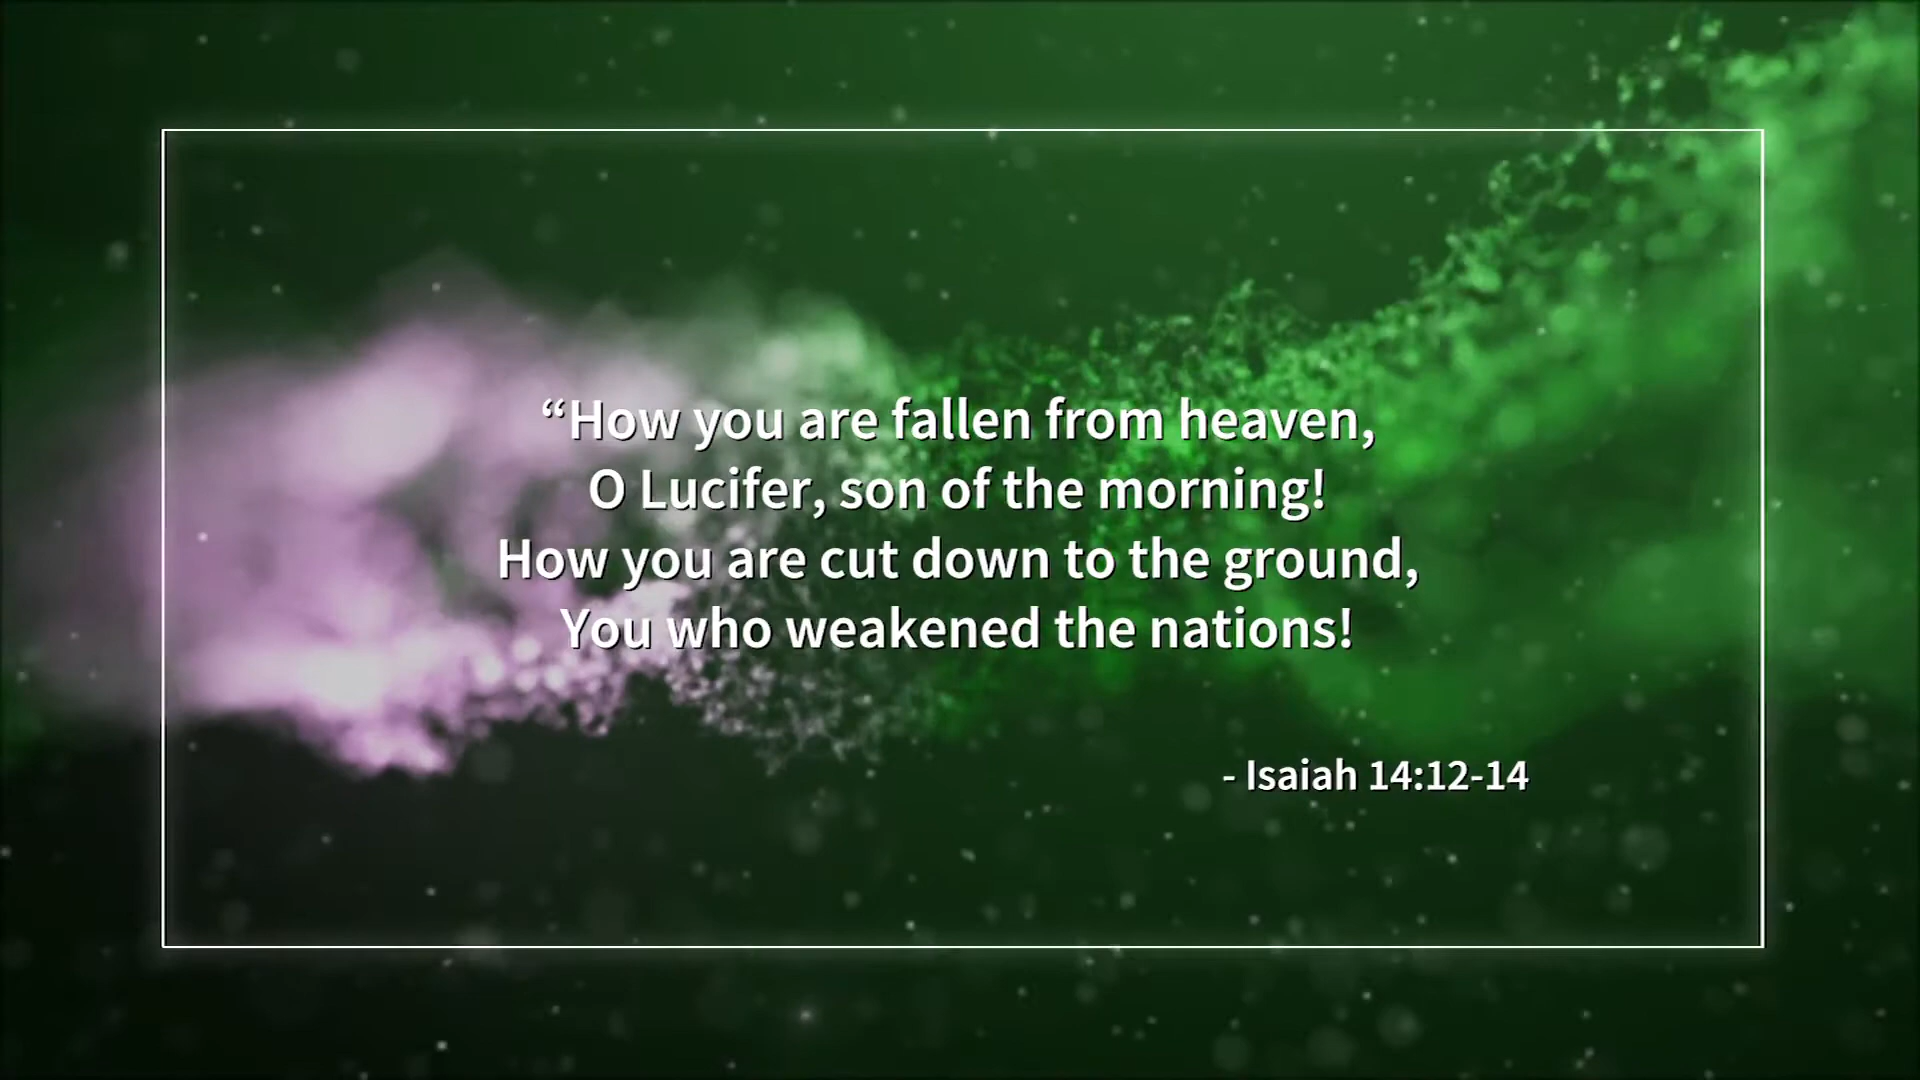 “How you are fallen from heaven,
O Lucifer, son of the morning!
How you are cut down to the ground,
You who weakened the nations!
- Isaiah 14:12-14